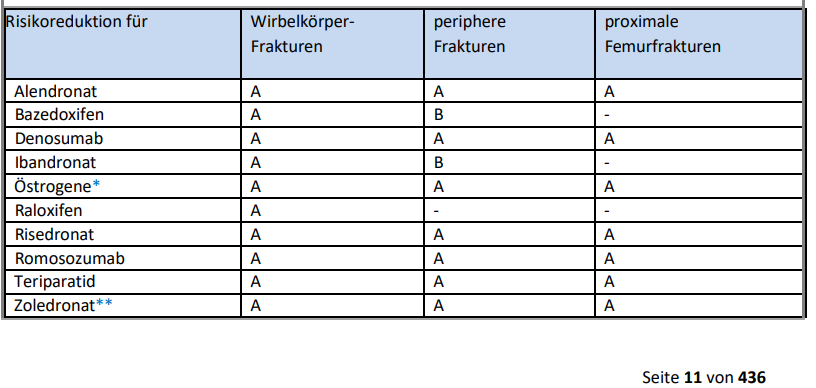 Risikoreduktion für Wirbelkörper- periphere proximale
Frakturen Frakturen Femurfrakturen
Alendronat A A A
Bazedoxifen A B -
Denosumab A A A
Ibandronat A B -
Östrogene* A A A
Raloxifen A - -
Risedronat A A A
Romosozumab A A A
Teriparatid A A A
Zoledronat** A A A
Seite 11 von 436